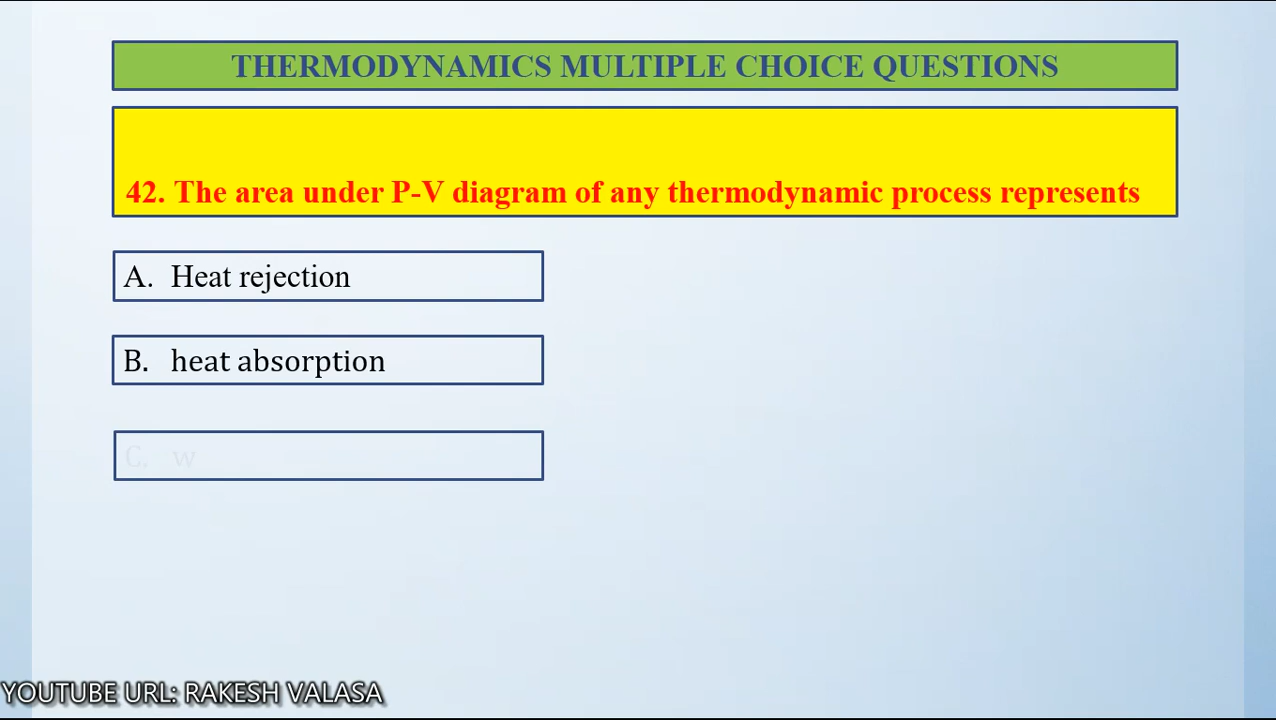 THERMODYNAMICS MULTIPLE CHOICE QUESTIONS
42. The area under P-V diagram of any thermodynamic process represents
A. Heat rejection
B. heat absorption
C. w
YOUTUBE URL: RAKESH VALASA